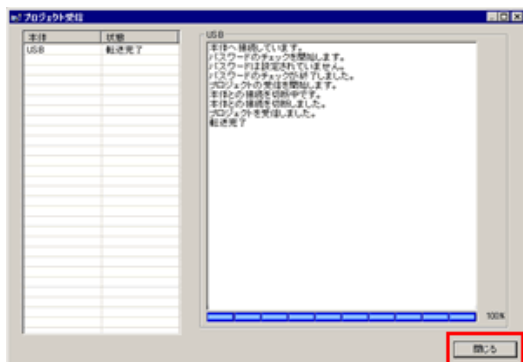 プロジェクト受信
本体 状態
USB 転送完了
USB
本体へ接続しています。
パスワードのチェックを開始します。
パスワードは設定されていません。
パスワードのチェックが終了しました。
プロジェクトの受信を開始します。
本体との接続を切断中です。
本体との接続を切断しました。
プロジェクトを受信しました。
転送完了
100%
閉じる